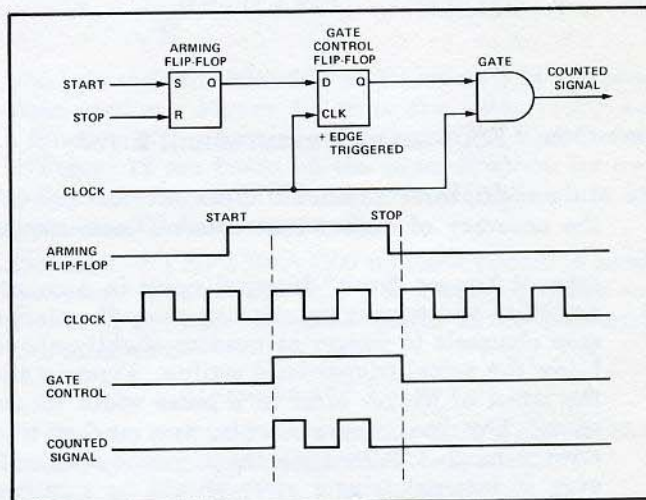 ARMING
FLIP-FLOP
GATE
CONTROL
FLIP-FLOP
GATE
START
S Q
D Q
COUNTED
SIGNAL
STOP
R
CLK
+ EDGE
TRIGGERED
CLOCK
START
STOP
ARMING
FLIP-FLOP
CLOCK
GATE
CONTROL
COUNTED
SIGNAL